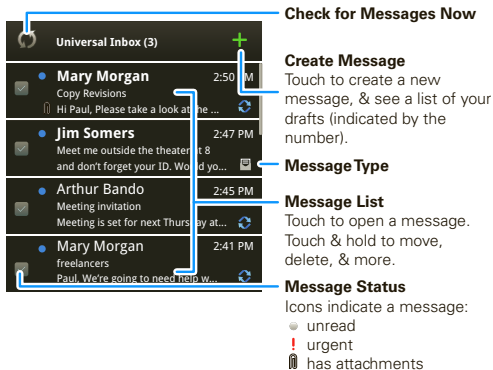 Check for Messages Now
Universal Inbox (3)
Mary Morgan
2:50 PM
Copy Revisions
Hi Paul, Please take a look at the ...
Jim Somers
2:47 PM
Meet me outside the theater at 8
and don't forget your ID. Would yo...
Arthur Bando
2:45 PM
Meeting invitation
Meeting is set for next Thursday at...
Mary Morgan
2:41 PM
freelancers
Paul, We're going to need help w...
Create Message
Touch to create a new
message, & see a list of your
drafts (indicated by the
number).
Message Type
Message List
Touch to open a message.
Touch & hold to move,
delete, & more.
Message Status
Icons indicate a message:
unread
urgent
has attachments